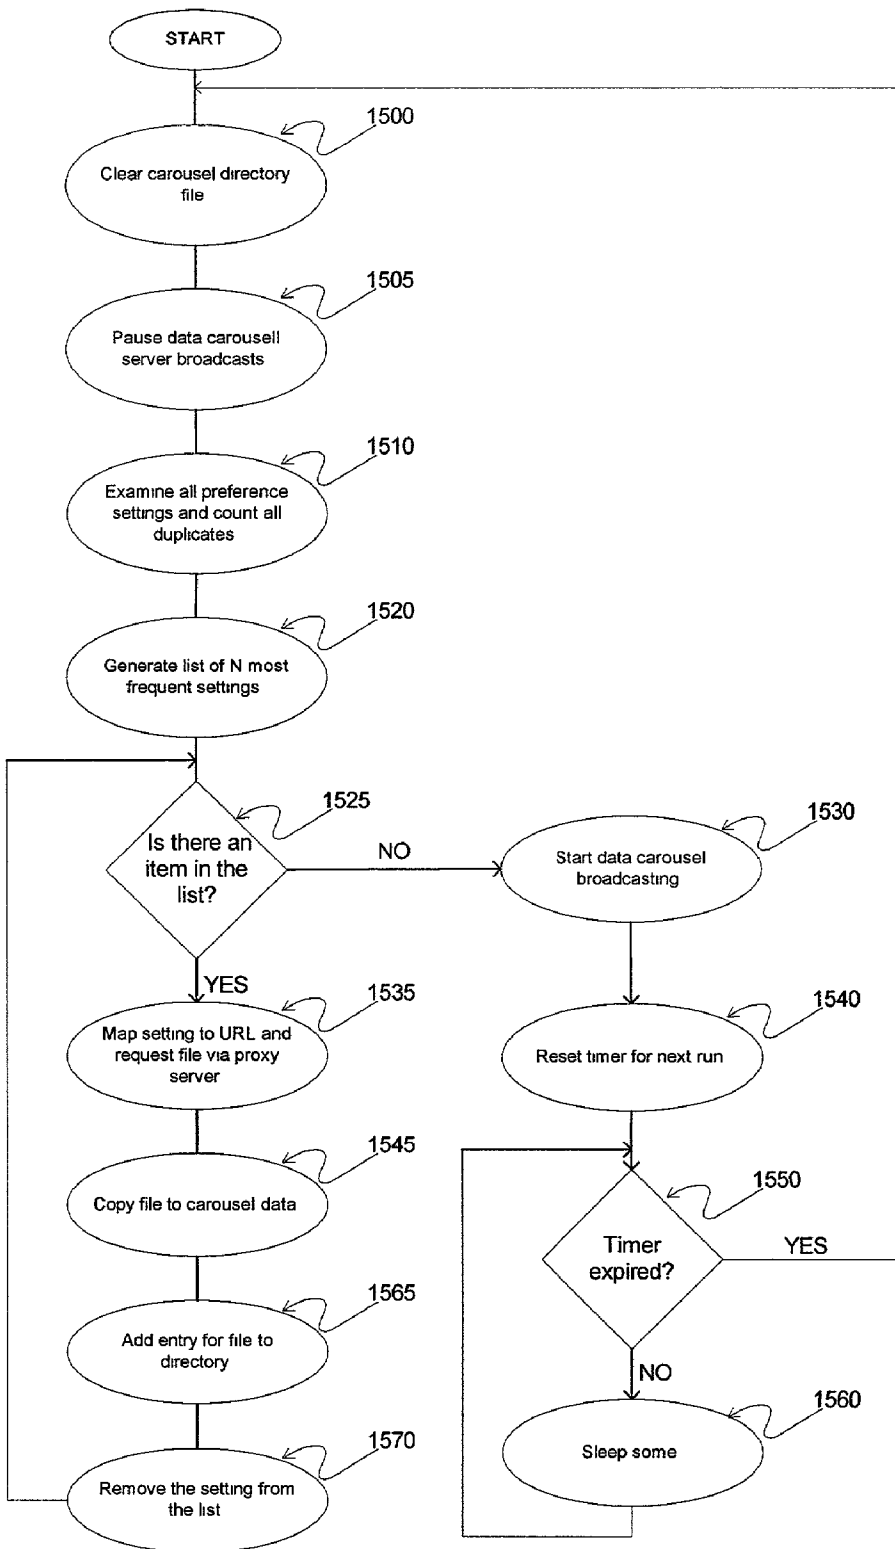 START
1500
Clear carousel directory
file
1505
Pause data carousell
server broadcasts
1510
Examine all preference
settings and count all
duplicates
1520
Generate list of N most
frequent settings
1525
Is there an
item in the
list?
NO
1530
Start data carousel
broadcasting
YES
1535
Map setting to URL and
request file via proxy
server
1540
Reset timer for next run
1545
Copy file to carousel data
1550
Timer
expired?
YES
1565
Add entry for file to
directory
NO
1560
Sleep some
1570
Remove the setting from
the list